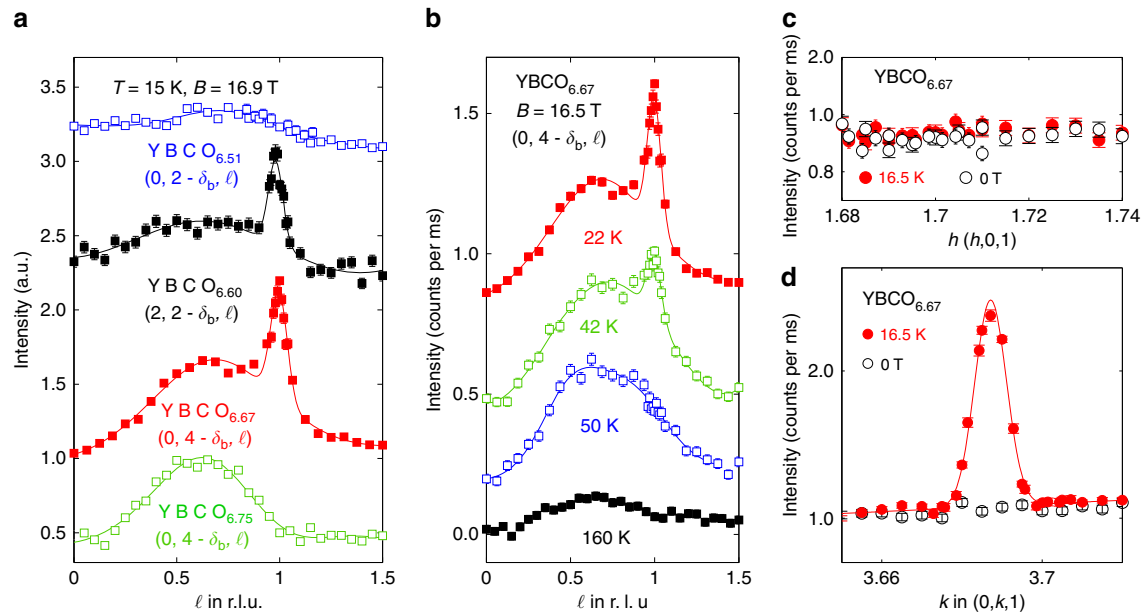 a
Intensity (a.u.)
3.5
3.0
2.5
2.0
1.5
1.0
0.5
T = 15 K, B = 16.9 T
Y B C O6.51
(0, 2 - δb, ℓ)
Y B C O6.60
(2, 2 - δb, ℓ)
Y B C O6.67
(0, 4 - δb, ℓ)
Y B C O6.75
(0, 4 - δb, ℓ)
0 0.5 1 1.5
ℓ in r.l.u.
b
Intensity (counts per ms)
1.5
1.0
0.5
0.0
YBCO6.67
B = 16.5 T
(0, 4 - δb, ℓ)
22 K
42 K
50 K
160 K
0 0.5 1 1.5
ℓ in r. l. u
c
Intensity (counts per ms)
2.0
1.0
0.8
YBCO6.67
16.5 K 0 T
1.68 1.7 1.72 1.74
h (h,0,1)
d
Intensity (counts per ms)
2.0
1.0
YBCO6.67
16.5 K
0 T
3.66 3.7
k in (0,k,1)